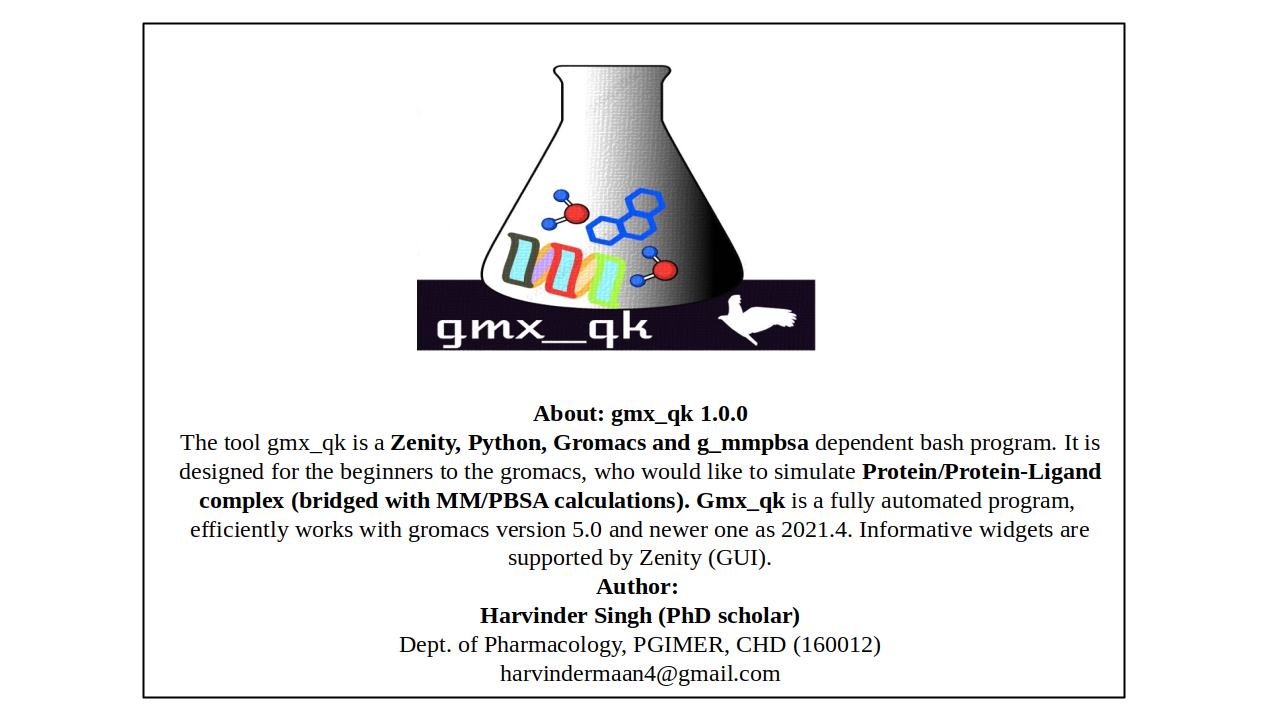 gmx_qk
About: gmx_qk 1.0.0
The tool gmx_qk is a Zenity, Python, Gromacs and g_mmpbsa dependent bash program. It is
designed for the beginners to the gromacs, who would like to simulate Protein/Protein-Ligand
complex (bridged with MM/PBSA calculations). Gmx_qk is a fully automated program,
efficiently works with gromacs version 5.0 and newer one as 2021.4. Informative widgets are
supported by Zenity (GUI).
Author:
Harvinder Singh (PhD scholar)
Dept. of Pharmacology, PGIMER, CHD (160012)
harvindermaan4@gmail.com